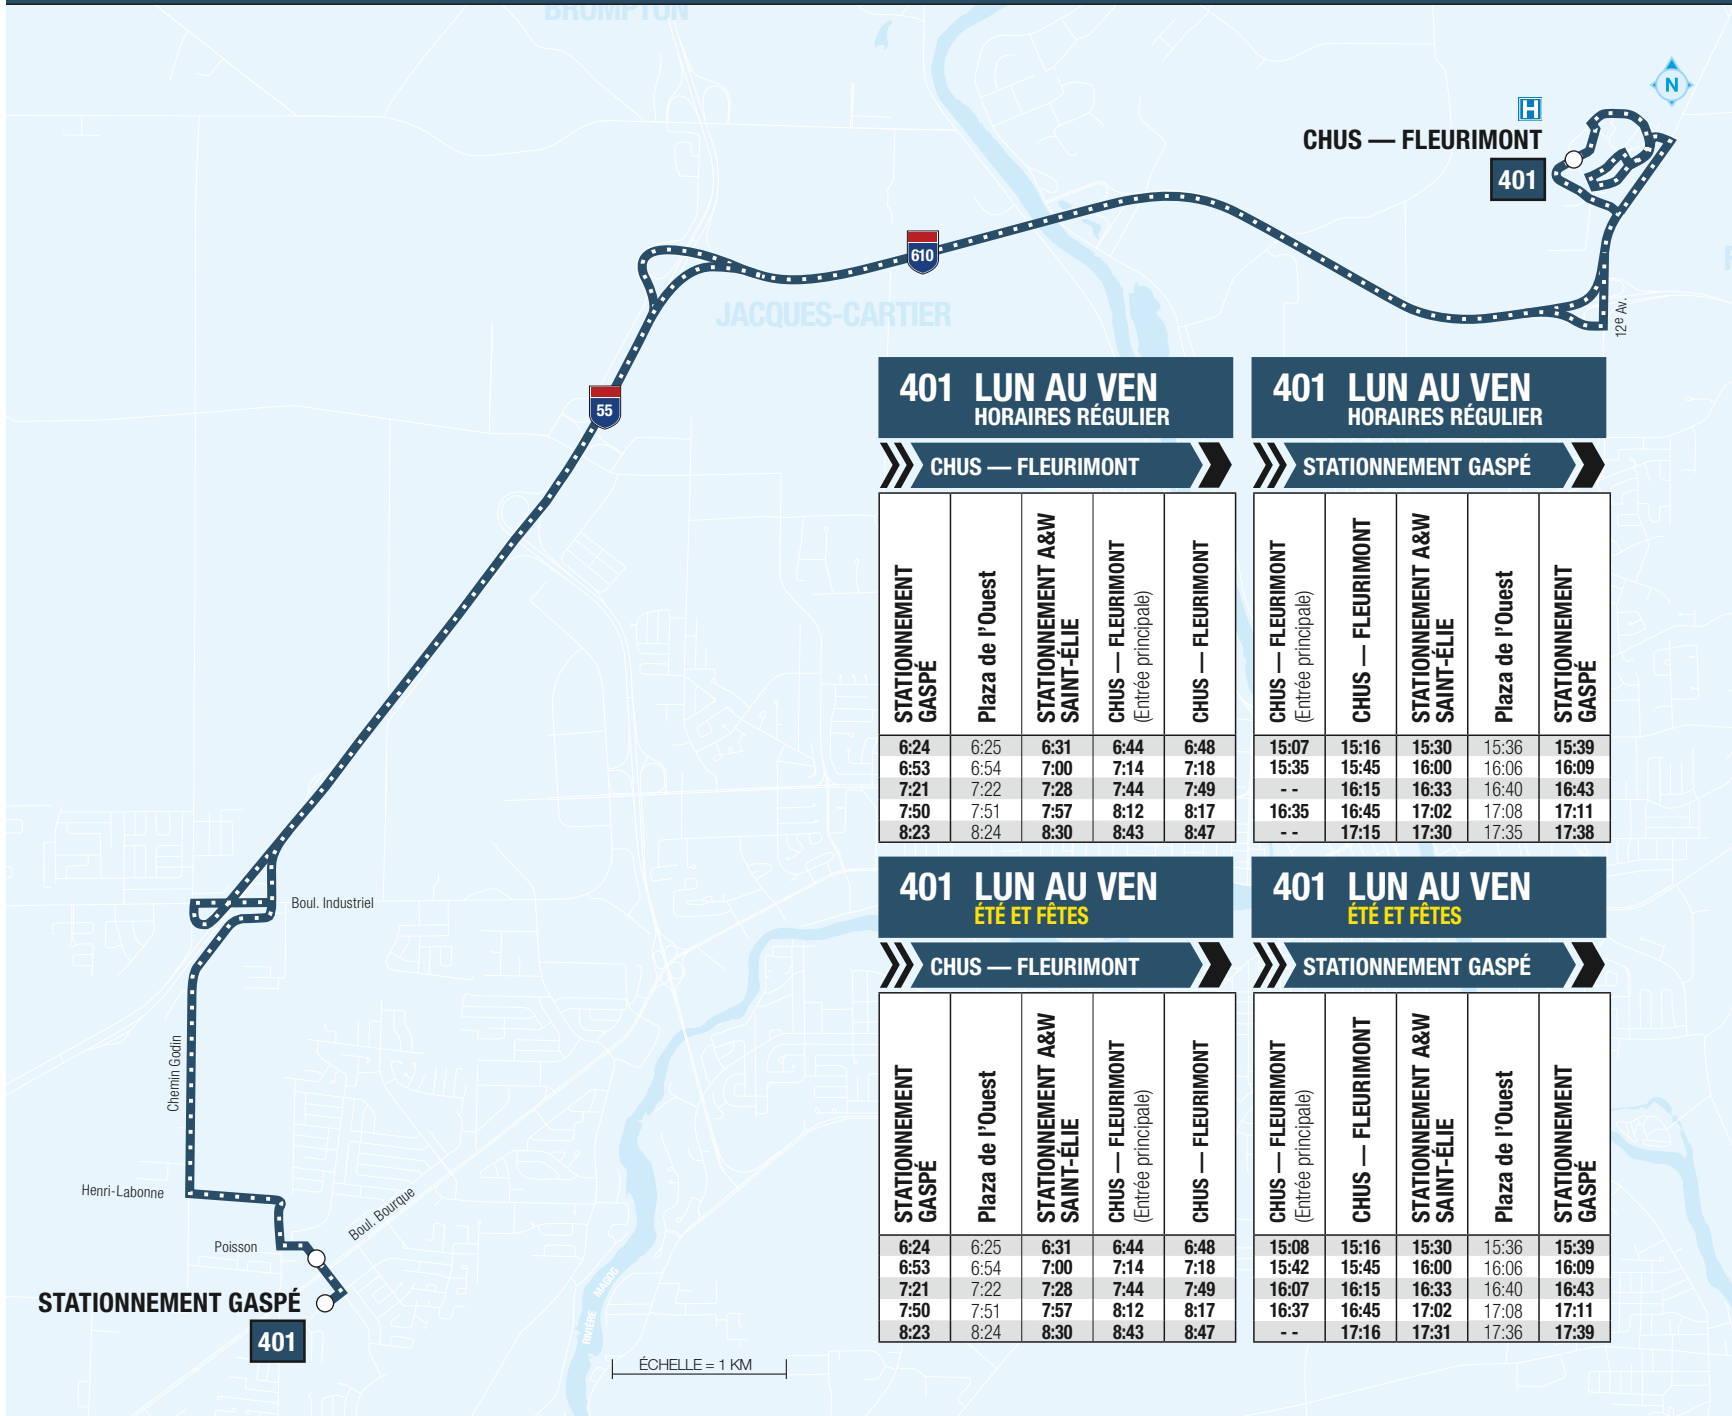 BROMPTON
N
H
CHUS — FLEURIMONT
401
610
JACQUES-CARTIER
12e Av.
55
401 LUN AU VEN
HORAIRES RÉGULIER
CHUS — FLEURIMONT
STATIONNEMENT GASPÉ
Plaza de l'Ouest
STATIONNEMENT A&W SAINT-ÉLIE
CHUS — FLEURIMONT (Entrée principale)
CHUS — FLEURIMONT
6:24 6:25 6:31 6:44 6:48
6:53 6:54 7:00 7:14 7:18
7:21 7:22 7:28 7:44 7:49
7:50 7:51 7:57 8:12 8:17
8:23 8:24 8:30 8:43 8:47
401 LUN AU VEN
HORAIRES RÉGULIER
STATIONNEMENT GASPÉ
CHUS — FLEURIMONT (Entrée principale)
CHUS — FLEURIMONT
STATIONNEMENT A&W SAINT-ÉLIE
Plaza de l'Ouest
STATIONNEMENT GASPÉ
15:07 15:16 15:30 15:36 15:39
15:35 15:45 16:00 16:06 16:09
- - 16:15 16:33 16:40 16:43
16:35 16:45 17:02 17:08 17:11
- - 17:15 17:30 17:35 17:38
401 LUN AU VEN
ÉTÉ ET FÊTES
CHUS — FLEURIMONT
STATIONNEMENT GASPÉ
Plaza de l'Ouest
STATIONNEMENT A&W SAINT-ÉLIE
CHUS — FLEURIMONT (Entrée principale)
CHUS — FLEURIMONT
6:24 6:25 6:31 6:44 6:48
6:53 6:54 7:00 7:14 7:18
7:21 7:22 7:28 7:44 7:49
7:50 7:51 7:57 8:12 8:17
8:23 8:24 8:30 8:43 8:47
401 LUN AU VEN
ÉTÉ ET FÊTES
STATIONNEMENT GASPÉ
CHUS — FLEURIMONT (Entrée principale)
CHUS — FLEURIMONT
STATIONNEMENT A&W SAINT-ÉLIE
Plaza de l'Ouest
STATIONNEMENT GASPÉ
15:08 15:16 15:30 15:36 15:39
15:42 15:45 16:00 16:06 16:09
16:07 16:15 16:33 16:40 16:43
16:37 16:45 17:02 17:08 17:11
- - 17:16 17:31 17:36 17:39
Boul. Industriel
Chemin Godin
Henri-Labonne
Boul. Bourque
Poisson
STATIONNEMENT GASPÉ
401
RIVIÈRE MAGOG
ÉCHELLE = 1 KM